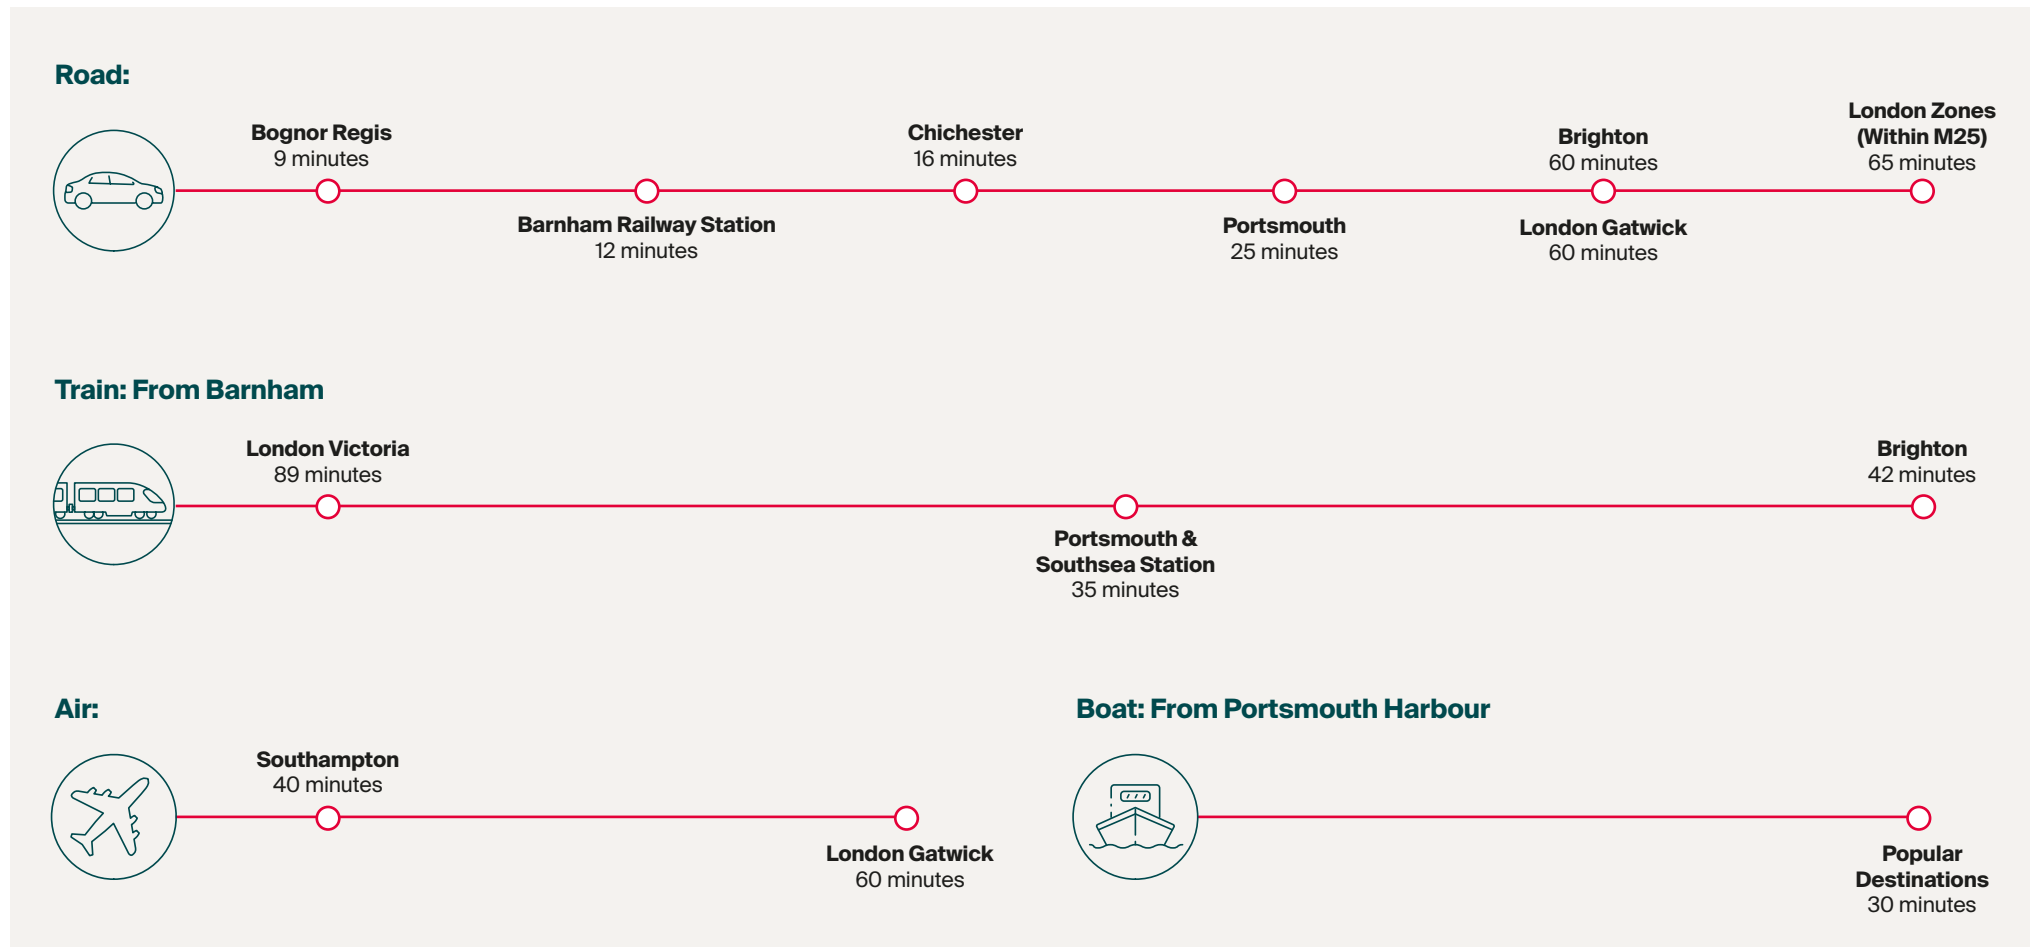 Road:
Bognor Regis
9 minutes
Barnham Railway Station
12 minutes
Chichester
16 minutes
Portsmouth
25 minutes
Brighton
60 minutes
London Gatwick
60 minutes
London Zones
(Within M25)
65 minutes
Train: From Barnham
London Victoria
89 minutes
Portsmouth &
Southsea Station
35 minutes
Brighton
42 minutes
Air:
Southampton
40 minutes
London Gatwick
60 minutes
Boat: From Portsmouth Harbour
Popular
Destinations
30 minutes